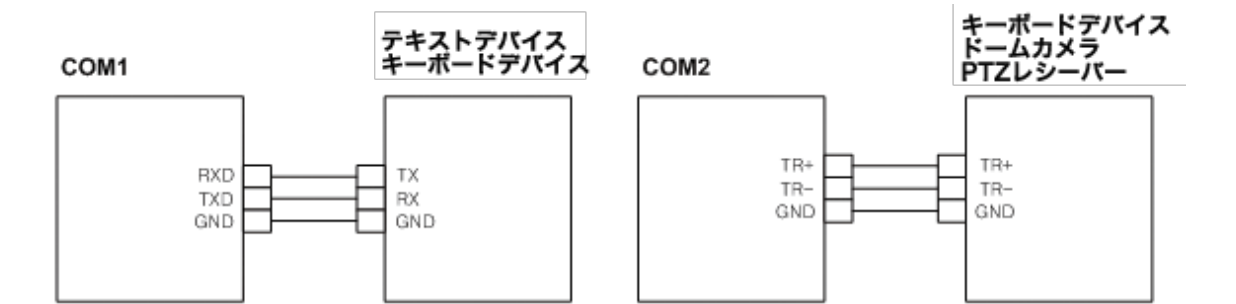 COM1
テキストデバイス
キーボードデバイス
RXD
TXD
GND
TX
RX
GND
COM2
キーボードデバイス
ドームカメラ
PTZレシーバー
TR+
TR−
GND
TR+
TR−
GND